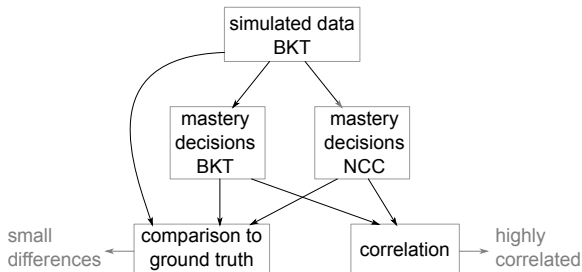 simulated data
BKT
mastery
decisions
BKT
mastery
decisions
NCC
small
differences
comparison to
ground truth
correlation
highly
correlated